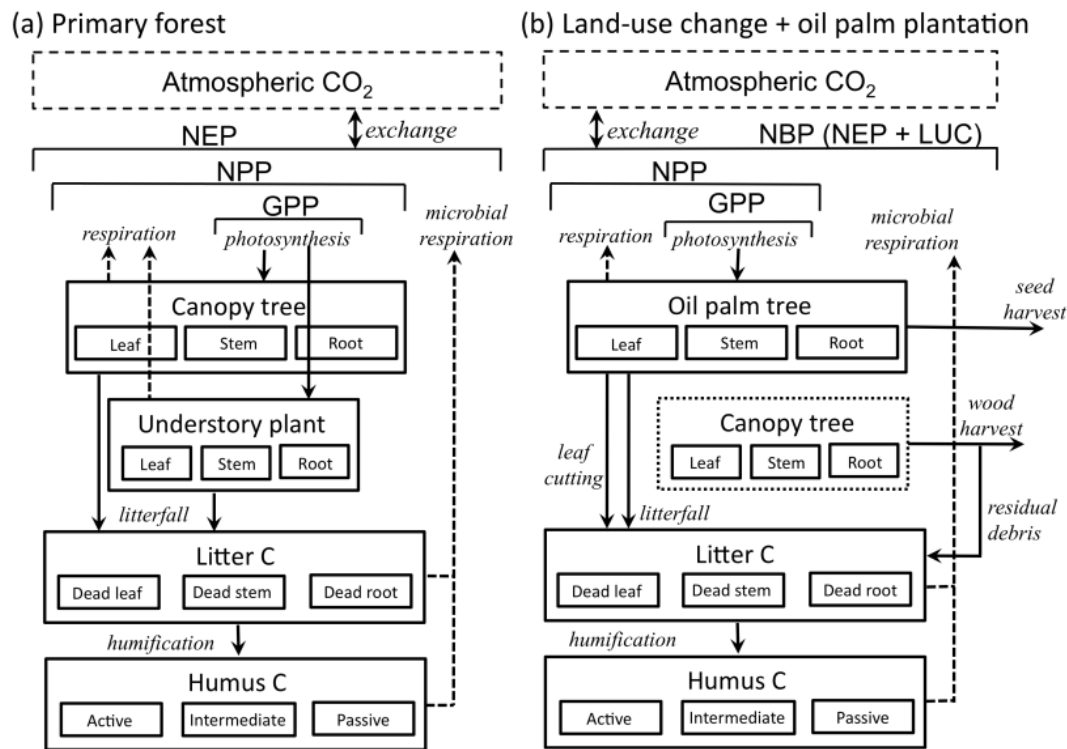 (a) Primary forest
Atmospheric CO₂
exchange
NEP
NPP
GPP
respiration
photosynthesis
microbial
respiration
Canopy tree
Leaf
Stem
Root
Understory plant
Leaf
Stem
Root
litterfall
Litter C
Dead leaf
Dead stem
Dead root
humification
Humus C
Active
Intermediate
Passive
(b) Land-use change + oil palm plantation
Atmospheric CO₂
exchange
NBP (NEP + LUC)
NPP
GPP
respiration
photosynthesis
microbial
respiration
Oil palm tree
Leaf
Stem
Root
seed
harvest
Canopy tree
Leaf
Stem
Root
wood
harvest
leaf
cutting
litterfall
residual
debris
Litter C
Dead leaf
Dead stem
Dead root
humification
Humus C
Active
Intermediate
Passive